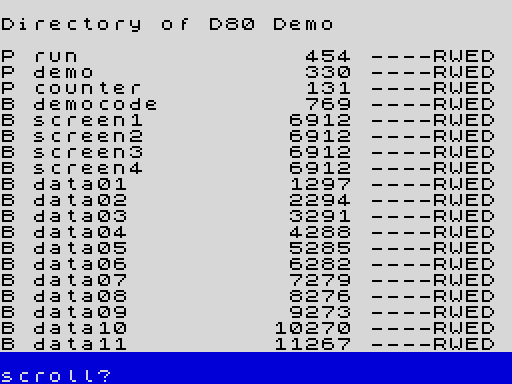 Directory of D80 Demo
P run 454 ----RWED
P demo 330 ----RWED
P counter 131 ----RWED
B democode 769 ----RWED
B screen1 6912 ----RWED
B screen2 6912 ----RWED
B screen3 6912 ----RWED
B screen4 6912 ----RWED
B data01 1297 ----RWED
B data02 2294 ----RWED
B data03 3291 ----RWED
B data04 4288 ----RWED
B data05 5285 ----RWED
B data06 6282 ----RWED
B data07 7279 ----RWED
B data08 8276 ----RWED
B data09 9273 ----RWED
B data10 10270 ----RWED
B data11 11267 ----RWED
scroll?